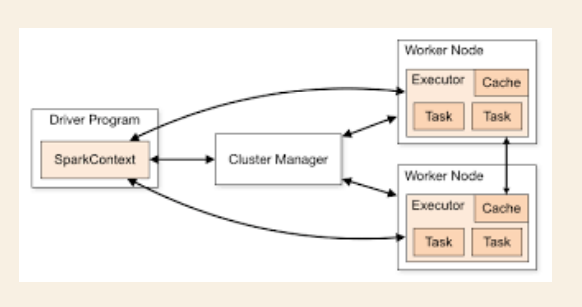 Driver Program
SparkContext
Cluster Manager
Worker Node
Executor
Cache
Task
Task
Worker Node
Executor
Cache
Task
Task